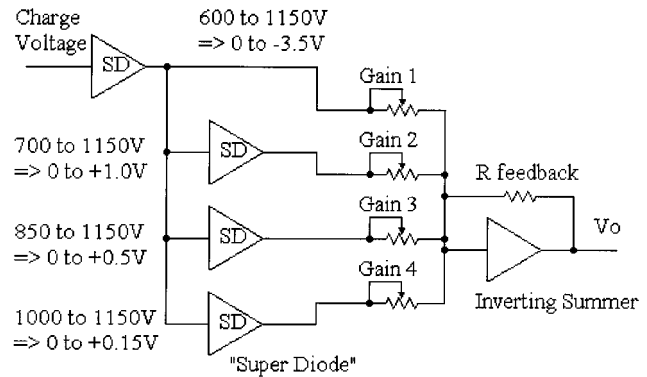 Charge
Voltage
600 to 1150V
=> 0 to -3.5V
SD
Gain 1
700 to 1150V
=> 0 to +1.0V
SD
Gain 2
R feedback
850 to 1150V
=> 0 to +0.5V
SD
Gain 3
Vo
Gain 4
Inverting Summer
1000 to 1150V
=> 0 to +0.15V
SD
"Super Diode"